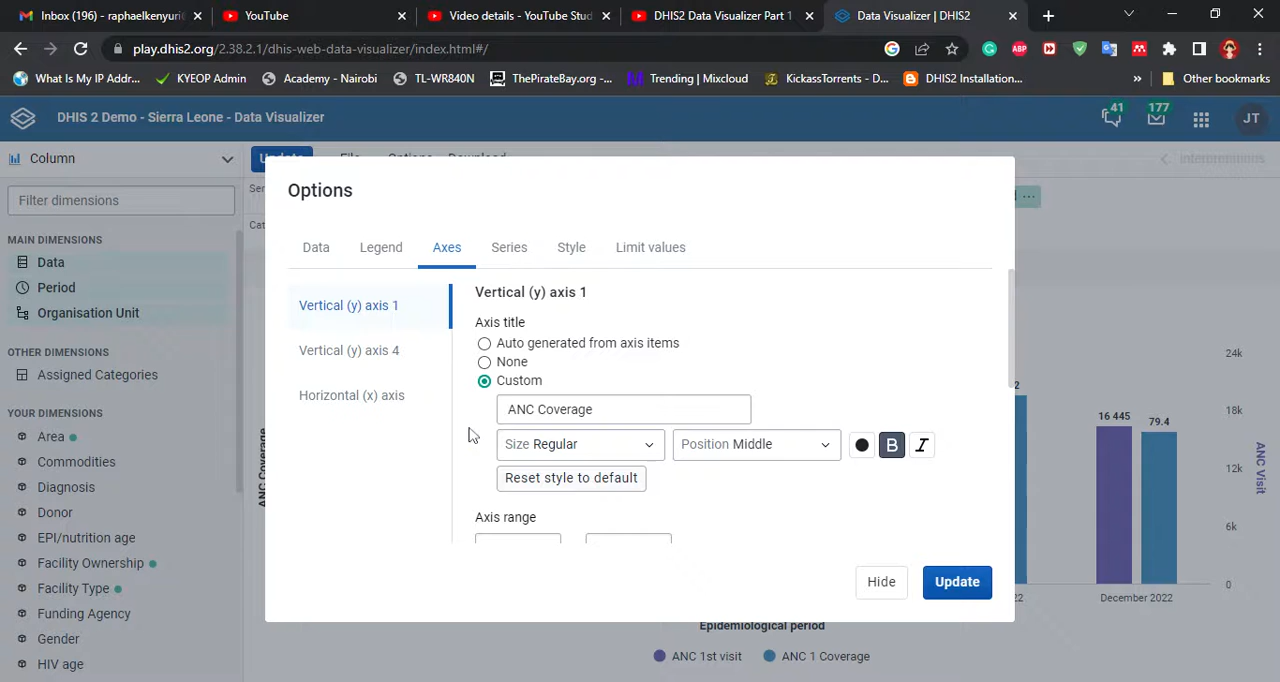 Inbox (196) - raphaelkenyuri@
YouTube
Video details - YouTube Stud
DHIS2 Data Visualizer Part 1
Data Visualizer | DHIS2
play.dhis2.org/2.38.2.1/dhis-web-data-visualizer/index.html#/
What Is My IP Addr...
KYEOP Admin
Academy - Nairobi
TL-WR840N
ThePirateBay.org -...
Trending | Mixcloud
KickassTorrents - D...
DHIS2 Installation...
Other bookmarks
DHIS 2 Demo - Sierra Leone - Data Visualizer
41
177
JT
Column
Update
File
Options
Download
Interpretations
Filter dimensions
MAIN DIMENSIONS
Data
Period
Organisation Unit
OTHER DIMENSIONS
Assigned Categories
YOUR DIMENSIONS
Area
Commodities
Diagnosis
Donor
EPI/nutrition age
Facility Ownership
Facility Type
Funding Agency
Gender
HIV age
Options
Data
Legend
Axes
Series
Style
Limit values
Vertical (y) axis 1
Vertical (y) axis 4
Horizontal (x) axis
Vertical (y) axis 1
Axis title
Auto generated from axis items
None
Custom
ANC Coverage
Size Regular
Position Middle
B
I
Reset style to default
Axis range
Hide
Update
ANC Coverage
16 445
79.4
24k
18k
12k
6k
0
ANC Visit
December 2022
Epidemiological period
ANC 1st visit
ANC 1 Coverage